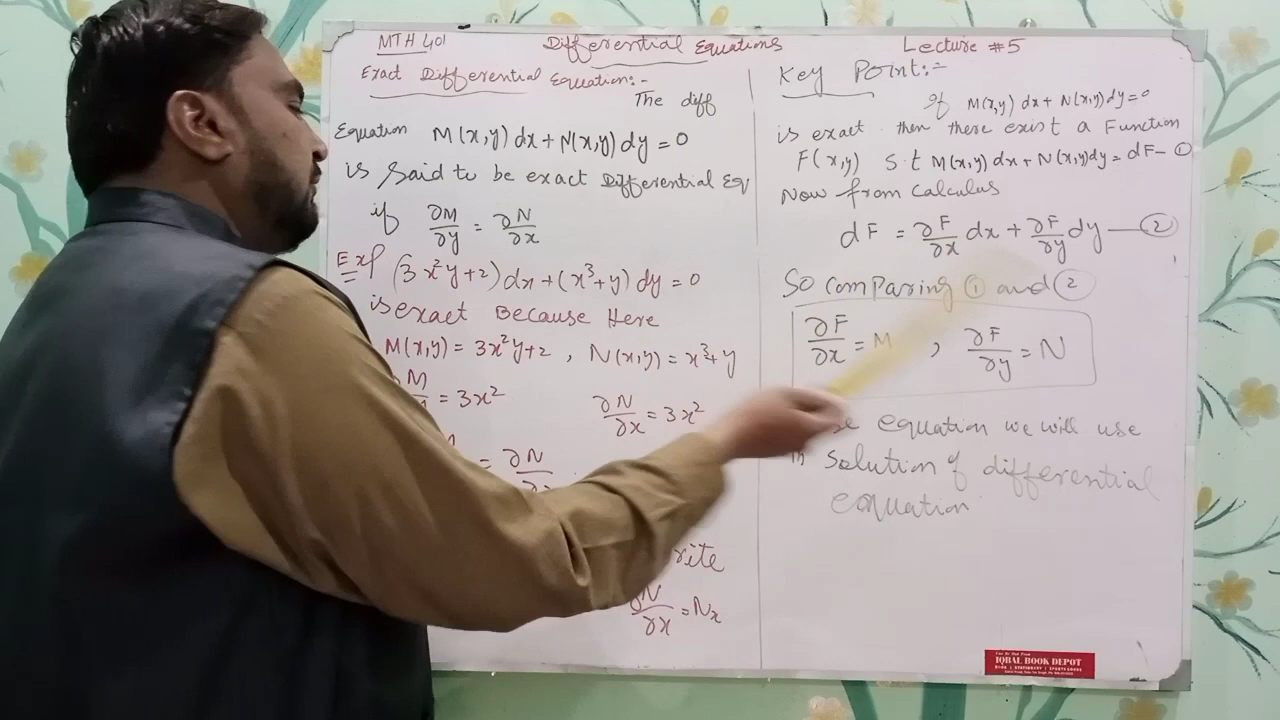 MTH 401
Differential Equations
Lecture #5
Exact Differential Equation:-
The diff
Equation M(x,y) dx + N(x,y) dy = 0
is said to be exact Differential Eq
if ∂M/∂y = ∂N/∂x
Exp (3x²y+2) dx + (x³+y) dy = 0
is exact Because Here
M(x,y) = 3x²y+2 , N(x,y) = x³+y
M = 3x² ∂N/∂x = 3x²
= ∂N
rite
∂N/∂x = Nx
Key Point:-
If M(x,y) dx + N(x,y) dy = 0
is exact then there exist a Function
F(x,y) s.t M(x,y) dx + N(x,y) dy = dF — ①
Now from calculus
dF = ∂F/∂x dx + ∂F/∂y dy — ②
So comparing ① and ②
∂F/∂x = M , ∂F/∂y = N
se equation we will use
in solution of differential
equation
IQBAL BOOK DEPOT